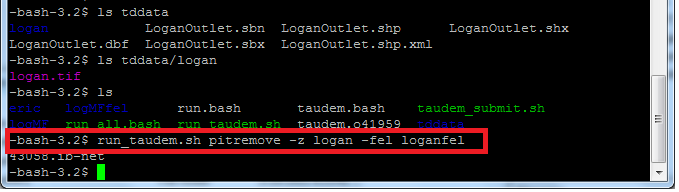 -bash-3.2$ ls tddata
logan LoganOutlet.sbn LoganOutlet.shp LoganOutlet.shx
LoganOutlet.dbf LoganOutlet.sbx LoganOutlet.shp.xml
-bash-3.2$ ls tddata/logan
logan.tif
-bash-3.2$ ls
eric logMTfel run.bash taudem.bash taudem_submit.sh
logMT run_all.bash run_taudem.sh taudem.o41959 tddata
-bash-3.2$ run_taudem.sh pitremove -z logan -fel loganfel
43058.lb-net
-bash-3.2$